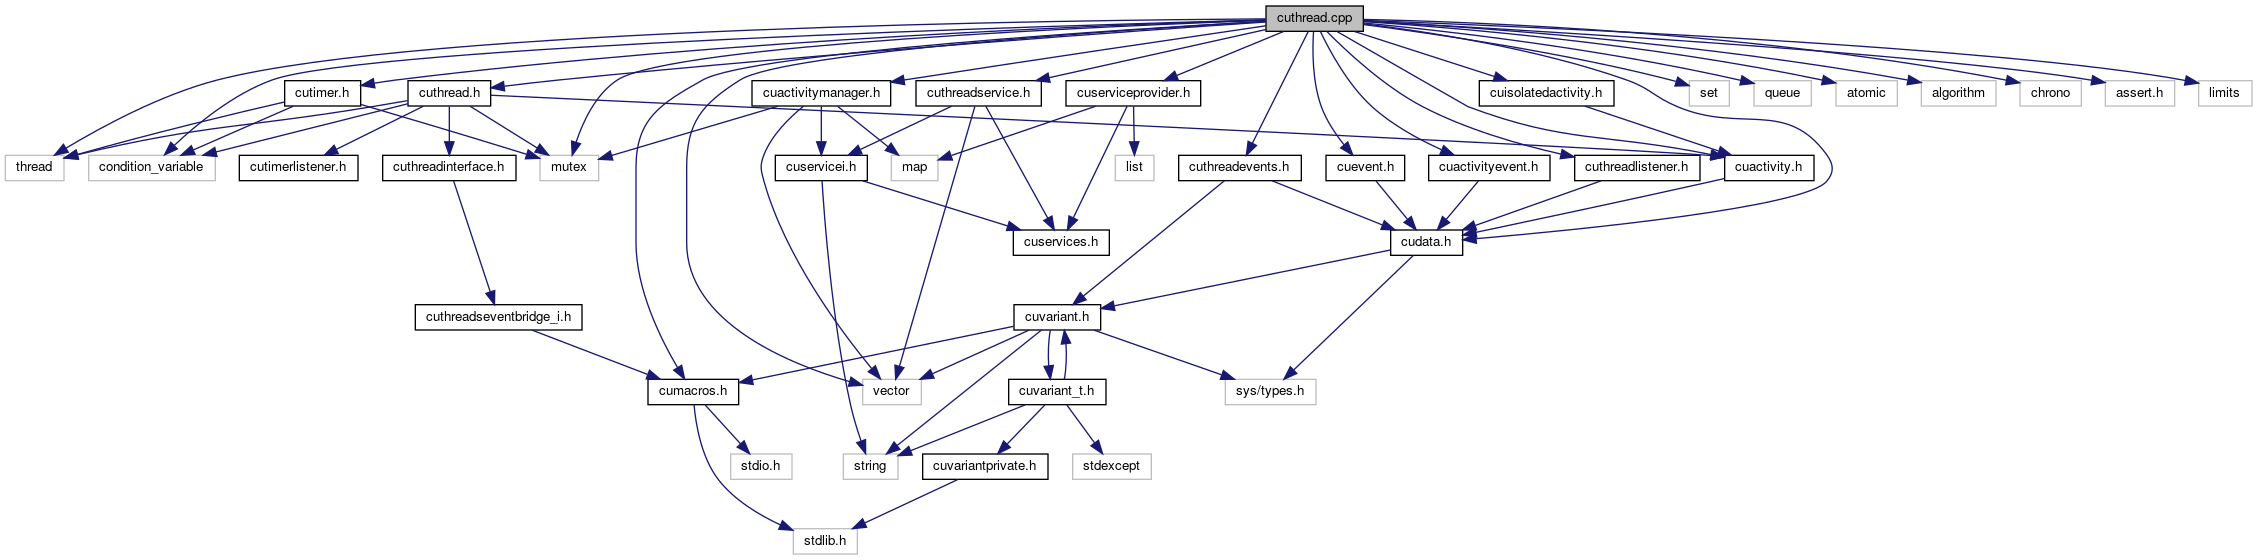 cuthread.cpp
cutimer.h
cuthread.h
cuactivitymanager.h
cuthreadservice.h
cuserviceprovider.h
cuisolatedactivity.h
set
queue
atomic
algorithm
chrono
assert.h
limits
thread
condition_variable
cutimerlistener.h
cuthreadinterface.h
mutex
cuservicei.h
map
list
cuthreadevents.h
cuevent.h
cuactivityevent.h
cuthreadlistener.h
cuactivity.h
cuservices.h
cudata.h
cuthreadseventbridge_i.h
cuvariant.h
cumacros.h
vector
cuvariant_t.h
sys/types.h
stdio.h
string
cuvariantprivate.h
stdexcept
stdlib.h